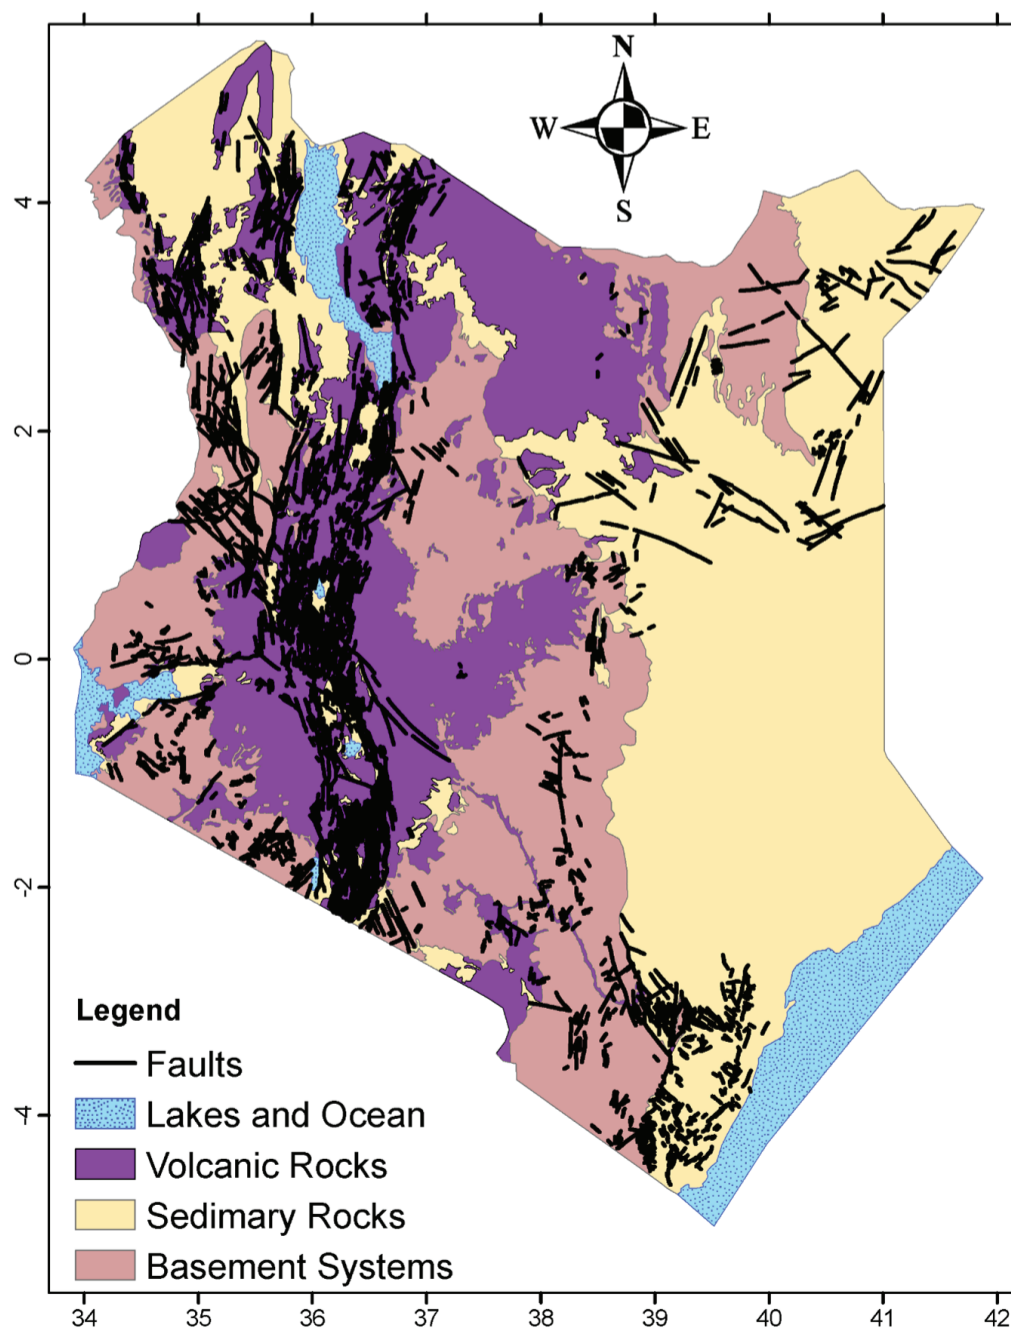 N
W E
S
4
2
0
-2
-4
Legend
Faults
Lakes and Ocean
Volcanic Rocks
Sedimary Rocks
Basement Systems
34 35 36 37 38 39 40 41 42